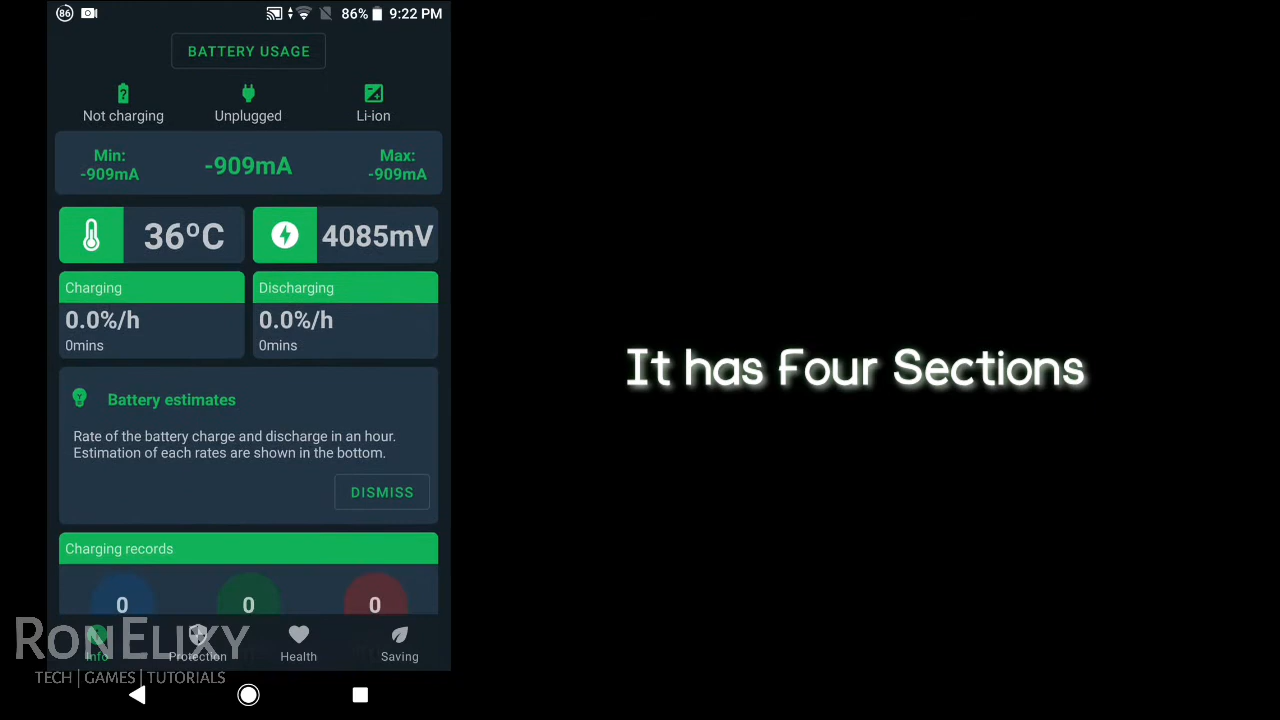 86 86% 9:22 PM
BATTERY USAGE
Not charging Unplugged Li-ion
Min: -909mA Max:
-909mA -909mA
36ºC 4085mV
Charging Discharging
0.0%/h 0.0%/h
0mins 0mins
Battery estimates
Rate of the battery charge and discharge in an hour.
Estimation of each rates are shown in the bottom.
DISMISS
Charging records
0 0 0
Info Protection Health Saving
RONELIXY
TECH | GAMES | TUTORIALS
It has Four Sections